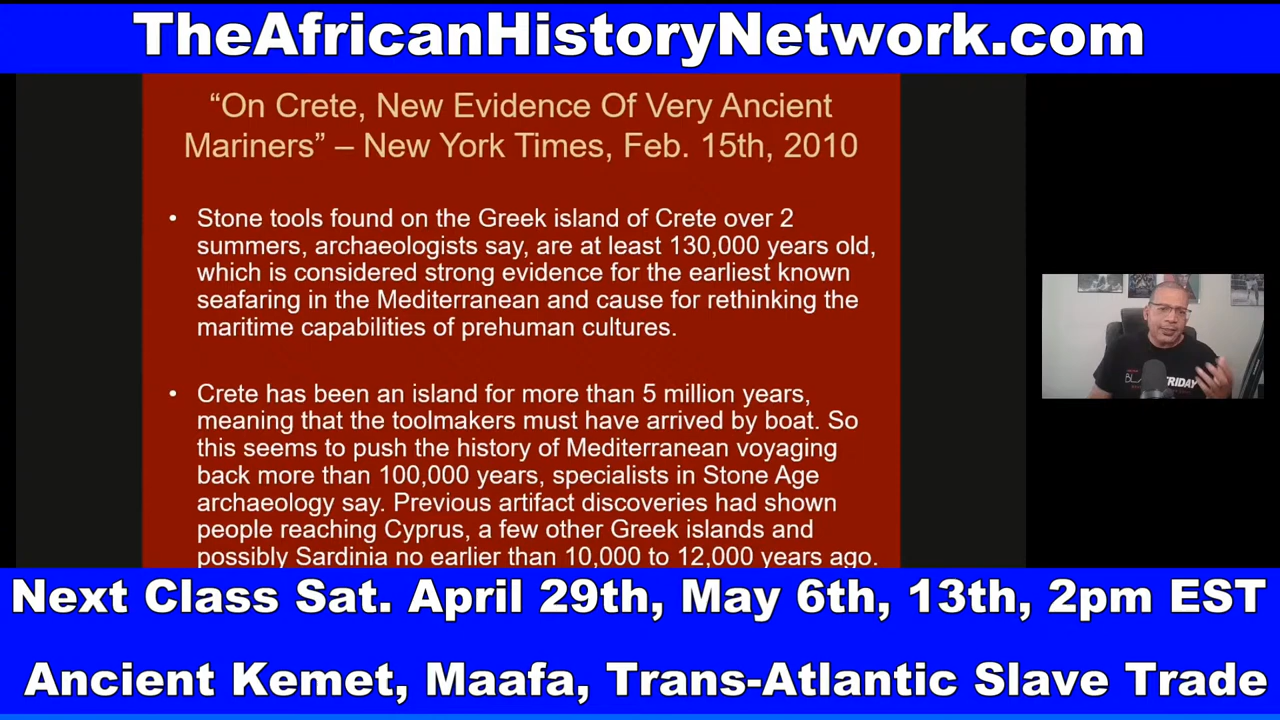 TheAfricanHistoryNetwork.com
“On Crete, New Evidence Of Very Ancient
Mariners” – New York Times, Feb. 15th, 2010
• Stone tools found on the Greek island of Crete over 2
summers, archaeologists say, are at least 130,000 years old,
which is considered strong evidence for the earliest known
seafaring in the Mediterranean and cause for rethinking the
maritime capabilities of prehuman cultures.
• Crete has been an island for more than 5 million years,
meaning that the toolmakers must have arrived by boat. So
this seems to push the history of Mediterranean voyaging
back more than 100,000 years, specialists in Stone Age
archaeology say. Previous artifact discoveries had shown
people reaching Cyprus, a few other Greek islands and
possibly Sardinia no earlier than 10,000 to 12,000 years ago.
FRIDAY
Next Class Sat. April 29th, May 6th, 13th, 2pm EST
Ancient Kemet, Maafa, Trans-Atlantic Slave Trade